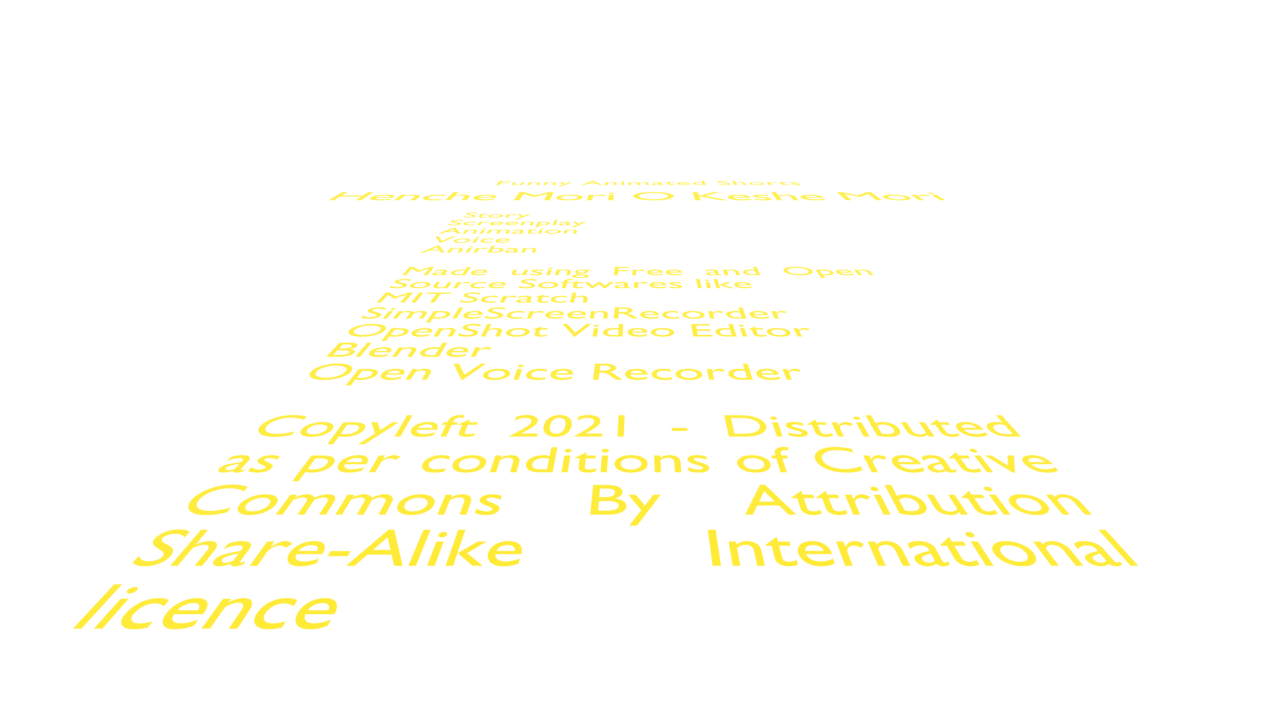 Funny Animated Shorts
Henche Mori O Keshe Mori
Story
Screenplay
Animation
Voice
Anirban
Made using Free and Open
Source Softwares like
MIT Scratch
SimpleScreenRecorder
OpenShot Video Editor
Blender
Open Voice Recorder
Copyleft 2021 - Distributed
as per conditions of Creative
Commons By Attribution
Share-Alike International
licence